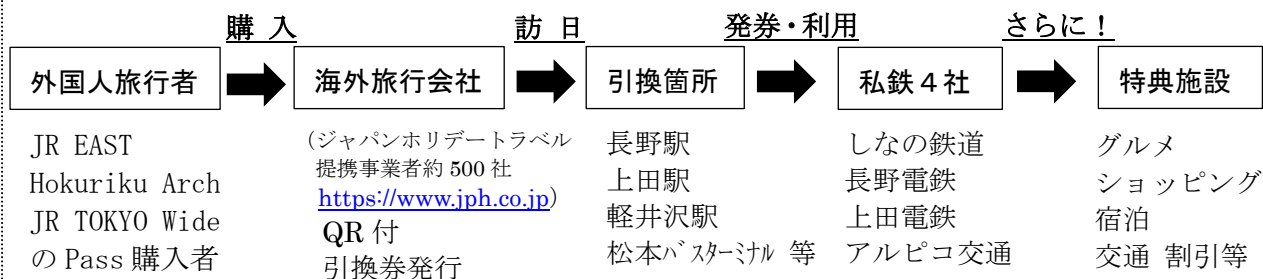 購 入
訪 日
発券・利用
さらに！
外国人旅行者
海外旅行会社
引換箇所
私鉄４社
特典施設
JR EAST
Hokuriku Arch
JR TOKYO Wide
の Pass 購入者
(ジャパンホリデートラベル
提携事業者約 500 社
https://www.jph.co.jp)
QR 付
引換券発行
長野駅
上田駅
軽井沢駅
松本ﾊﾞｽﾀｰﾐﾅﾙ 等
しなの鉄道
長野電鉄
上田電鉄
アルピコ交通
グルメ
ショッピング
宿泊
交通 割引等